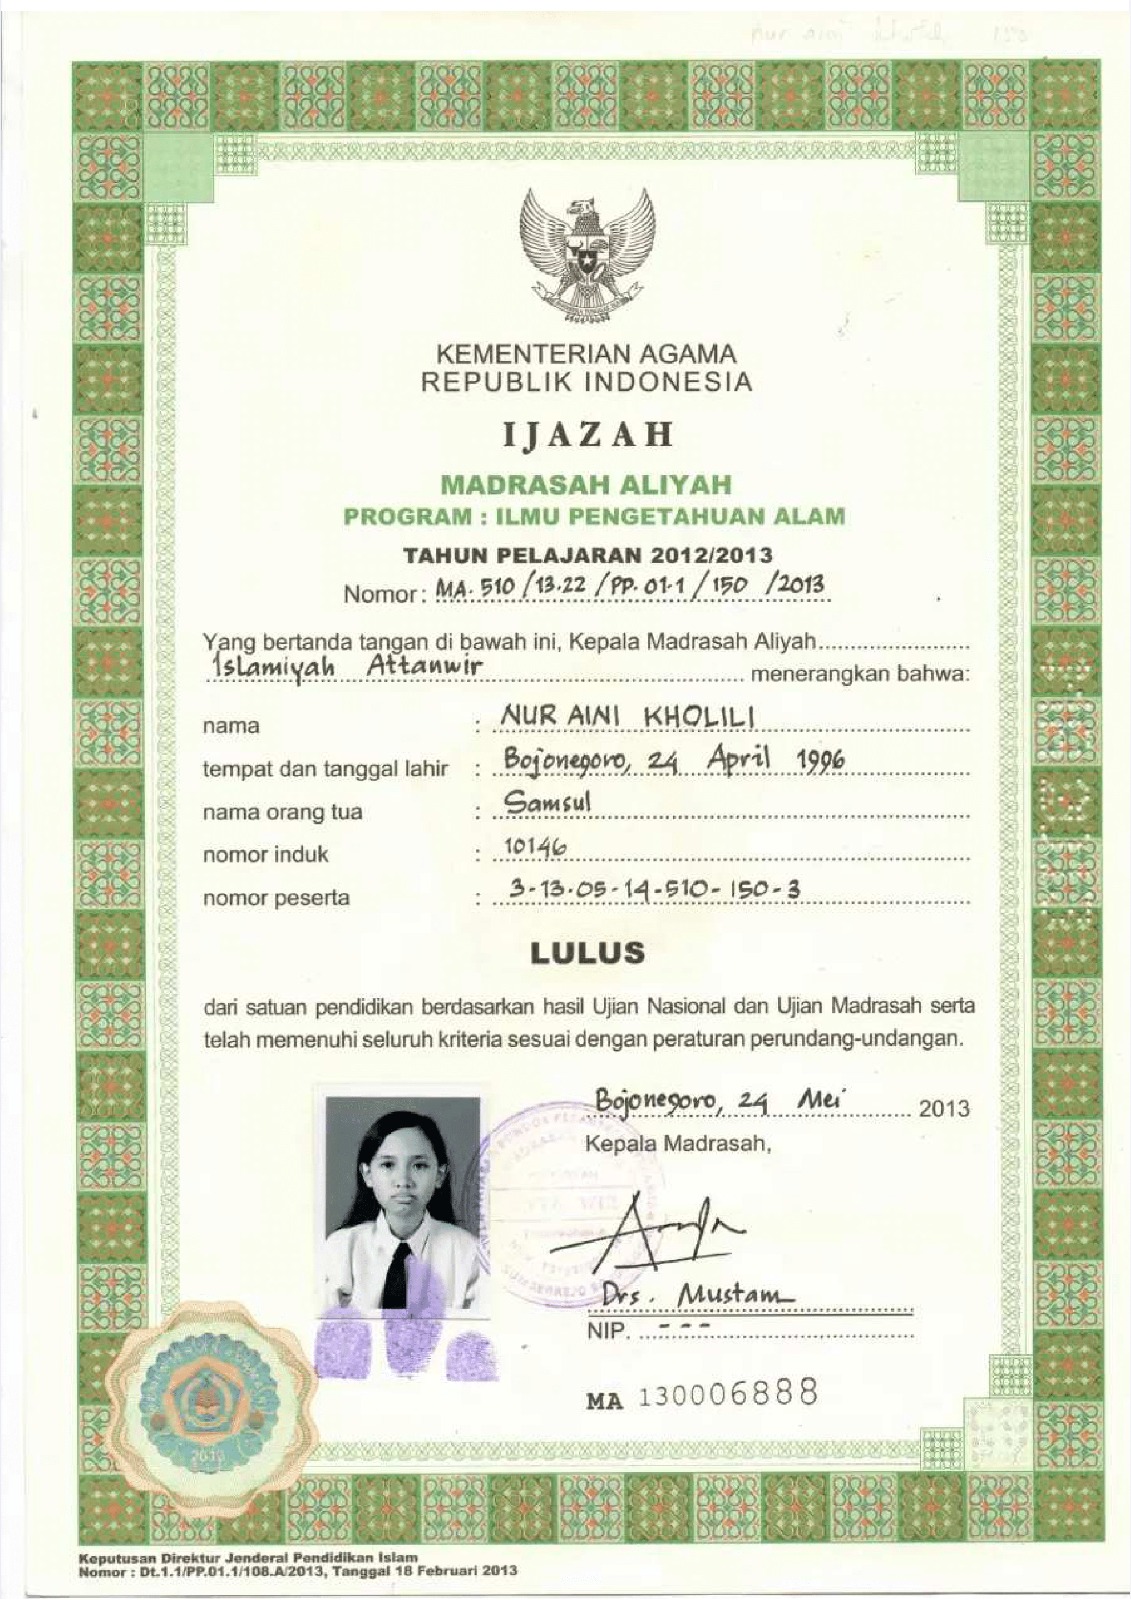 Nur aini
KEMENTERIAN AGAMA
REPUBLIK INDONESIA
IJAZAH
MADRASAH ALIYAH
PROGRAM : ILMU PENGETAHUAN ALAM
TAHUN PELAJARAN 2012/2013
Nomor : MA. 510 / 13.22 / PP. 01.1 / 150 / 2013
Yang bertanda tangan di bawah ini, Kepala Madrasah Aliyah
Islamiyah Attanwir menerangkan bahwa:
nama : NUR AINI KHOLILI
tempat dan tanggal lahir : Bojonegoro, 24 April 1996
nama orang tua : Samsul
nomor induk : 10146
nomor peserta : 3-13-05-14-510-150-3
LULUS
dari satuan pendidikan berdasarkan hasil Ujian Nasional dan Ujian Madrasah serta
telah memenuhi seluruh kriteria sesuai dengan peraturan perundang-undangan.
Bojonegoro, 24 Mei 2013
Kepala Madrasah,
Drs. Mustam
NIP. - - -
MA 130006888
2013
Keputusan Direktur Jenderal Pendidikan Islam
Nomor : Dt.1.1/PP.01.1/108.A/2013, Tanggal 18 Februari 2013